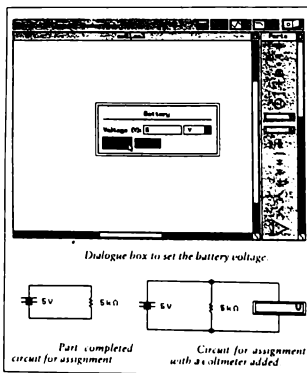 Parts
Battery
Voltage (V): 5 V
Dialogue box to set the battery voltage.
5V 5kΩ
5V 5kΩ V
Part completed
circuit for assignment
Circuit for assignment
with a voltmeter added